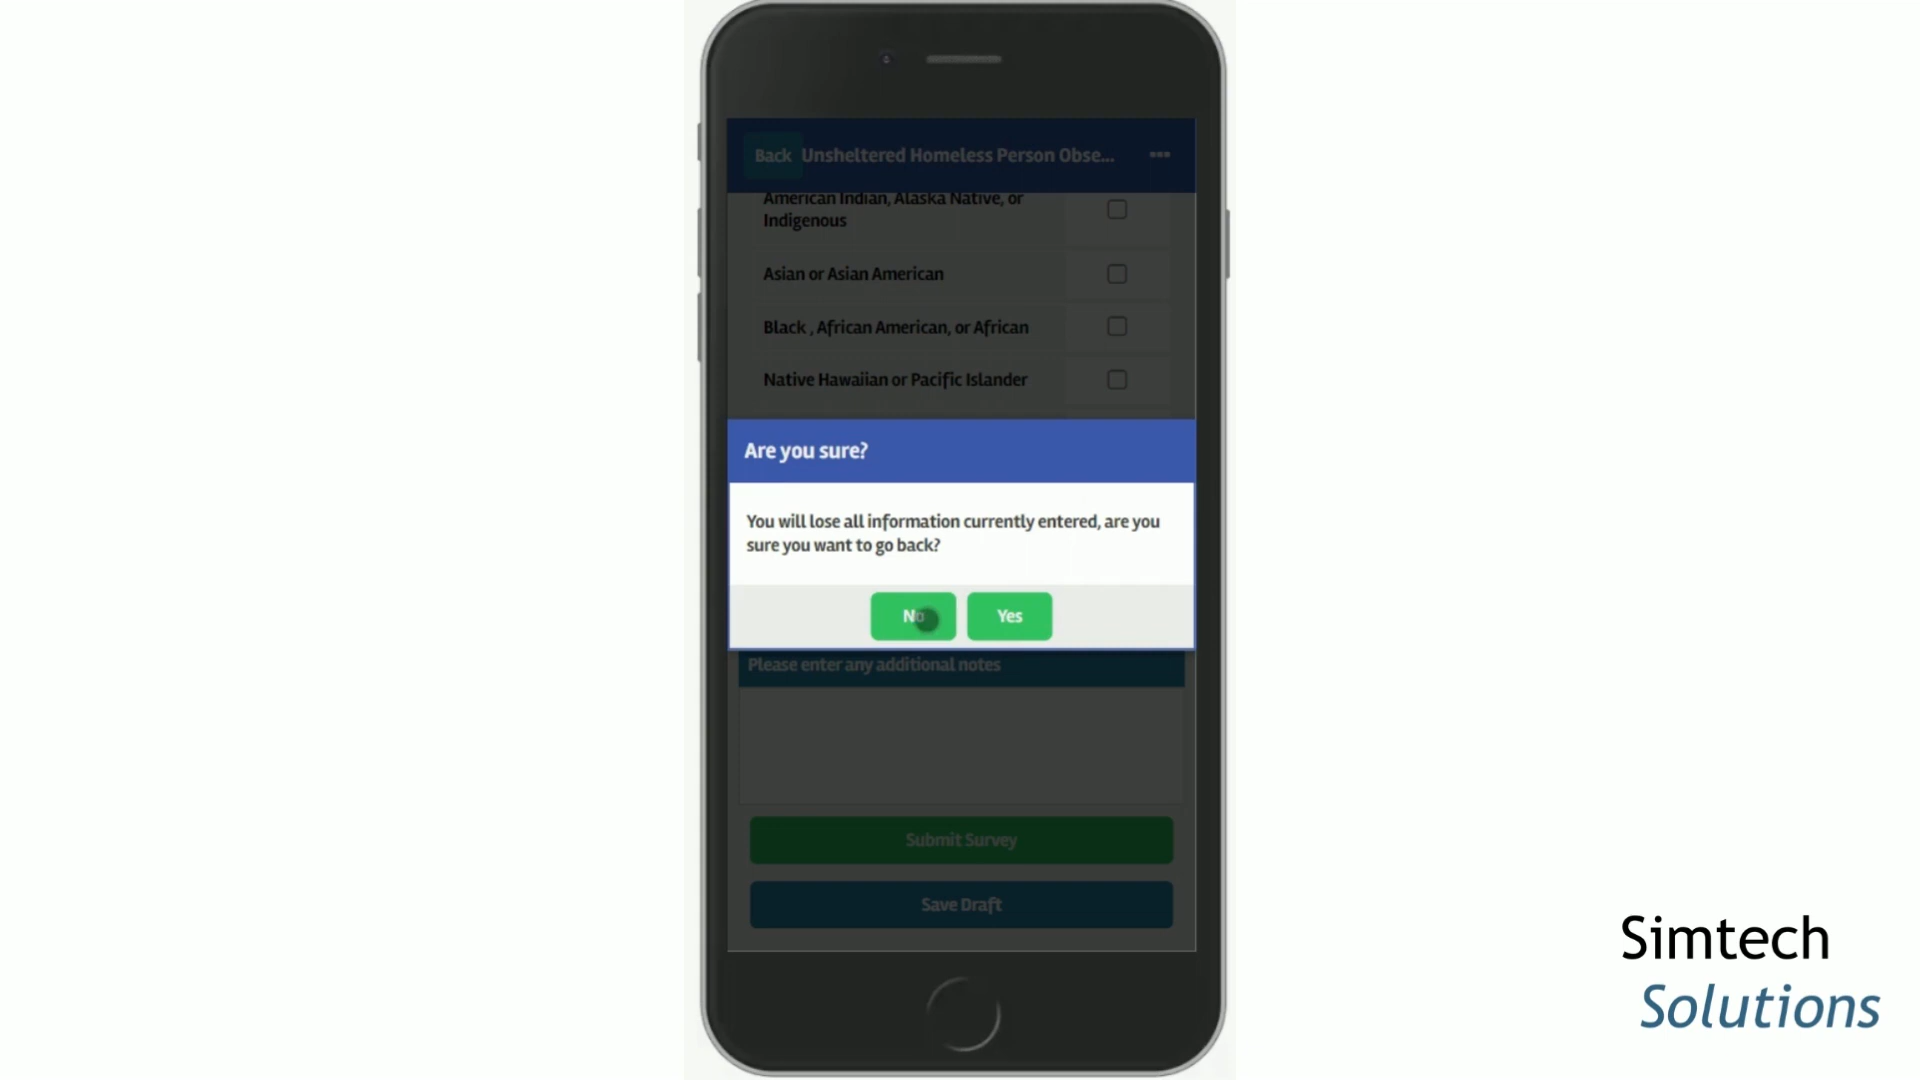 Back Unsheltered Homeless Person Obse... •••
American Indian, Alaska Native, or
Indigenous
Asian or Asian American
Black , African American, or African
Native Hawaiian or Pacific Islander
Are you sure?
You will lose all information currently entered, are you
sure you want to go back?
No Yes
Please enter any additional notes
Submit Survey
Save Draft
Simtech
Solutions